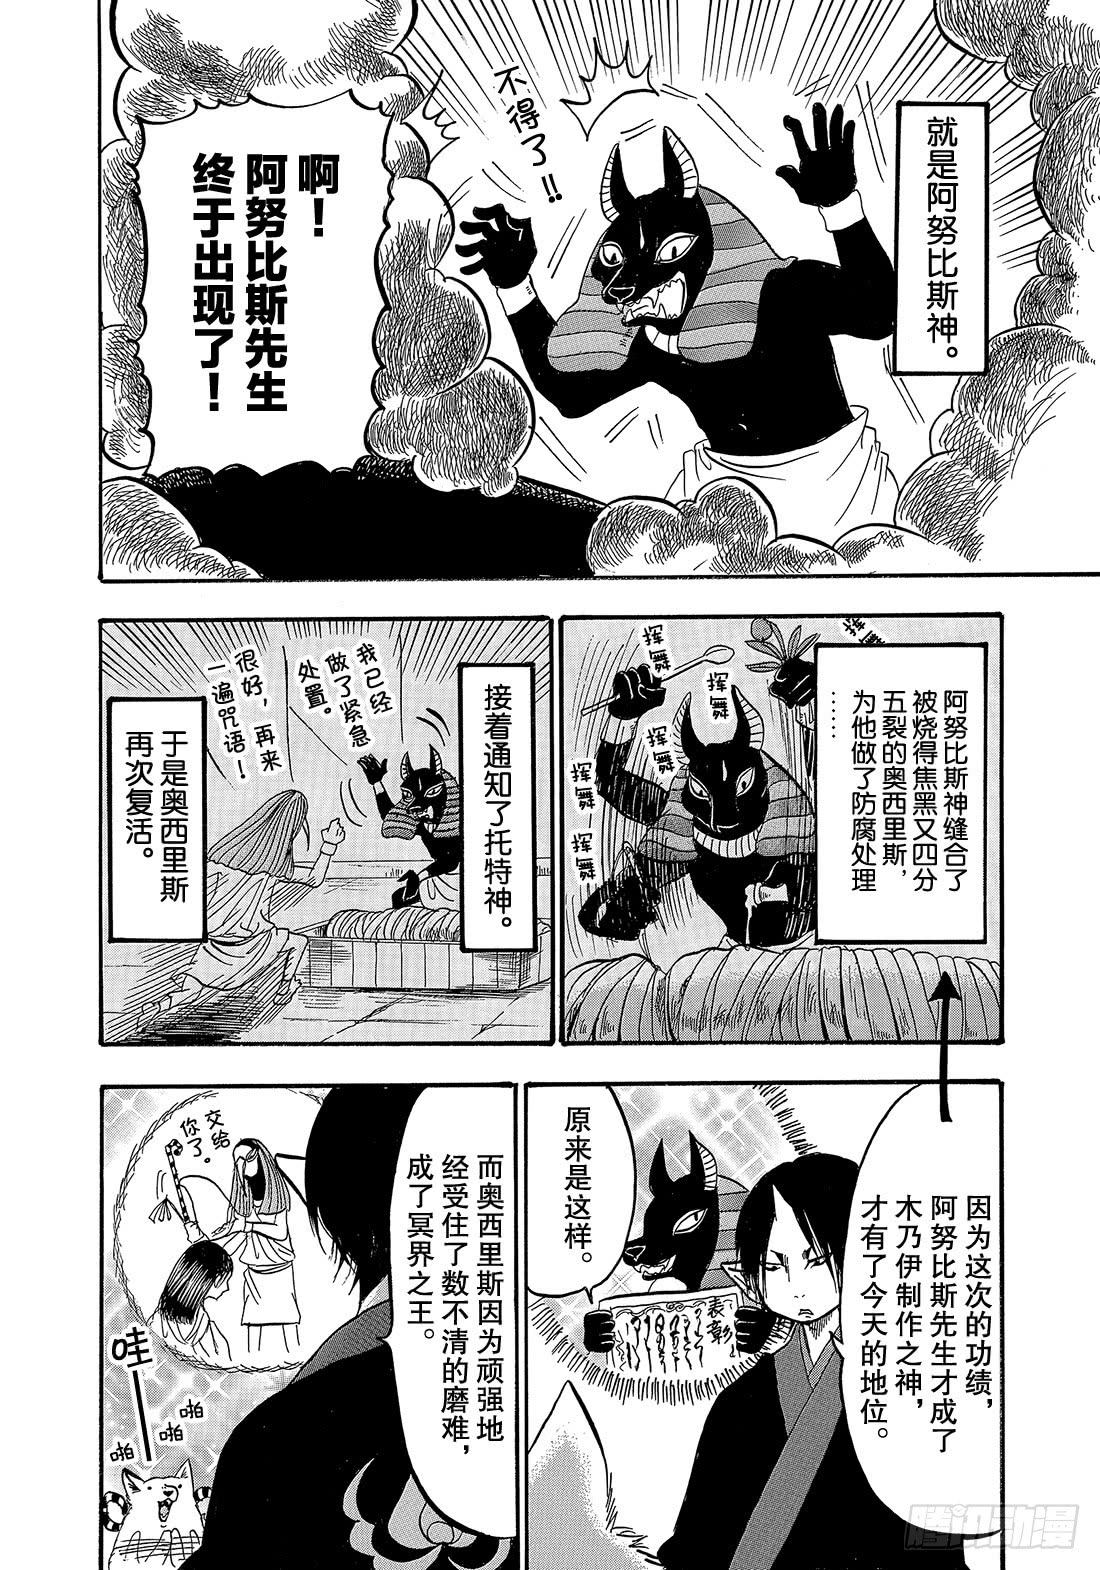 就是阿努比斯神。
不得了!!
啊！
阿努比斯先生
终于出现了！
阿努比斯神缝合了
被烧得焦黑又四分
五裂的奥西里斯，
为他做了防腐处理
……
挥舞
挥舞
挥舞
挥舞
挥舞
挥舞
接着通知了托特神。
我已经
做了紧急
处置。
很好，再来
一遍咒语！
于是奥西里斯
再次复活。
因为这次的功绩，
阿努比斯先生才成了
木乃伊制作之神，
才有了今天的地位。
表彰
原来是这样。
而奥西里斯因为顽强地
经受住了数不清的磨难，
成了冥界之王。
交给
你了。
哇——
啪
啪
啪
腾讯动漫